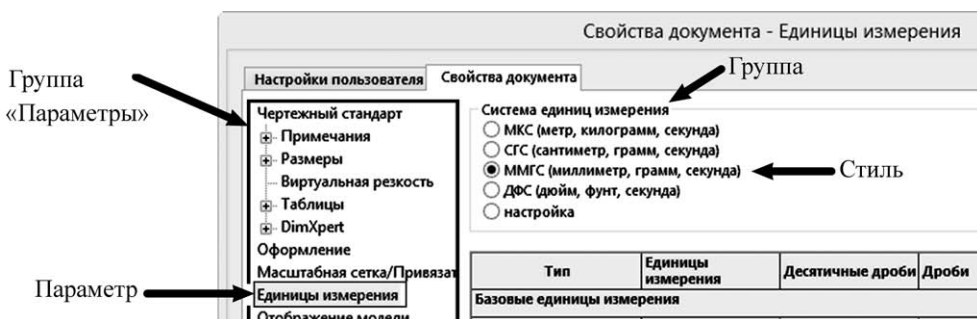 Свойства документа - Единицы измерения
Группа
«Параметры»
Настройки пользователя
Свойства документа
Группа
Чертежный стандарт
Примечания
Размеры
Виртуальная резкость
Таблицы
DimXpert
Оформление
Масштабная сетка/Привязат
Единицы измерения
Отображение модели
Параметр
Система единиц измерения
МКС (метр, килограмм, секунда)
СГС (сантиметр, грамм, секунда)
ММГС (миллиметр, грамм, секунда)
ДФС (дюйм, фунт, секунда)
настройка
Стиль
Тип
Единицы
измерения
Десятичные дроби
Дроби
Базовые единицы измерения